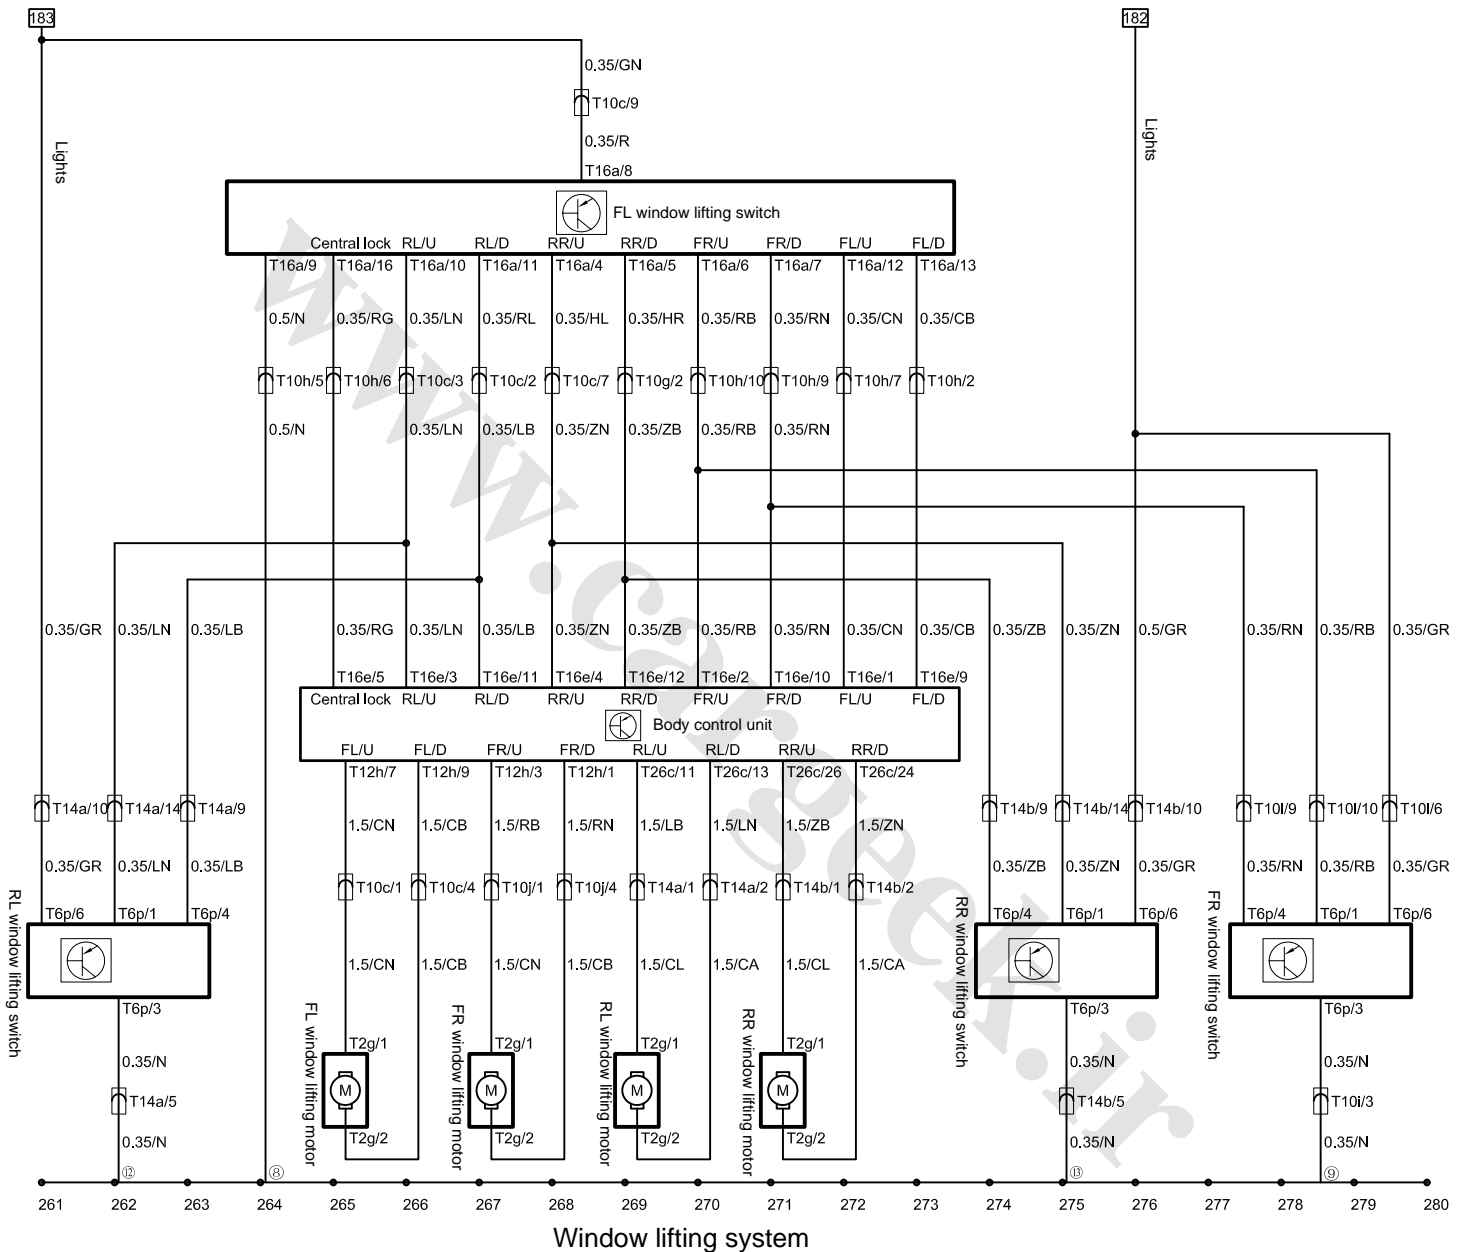 183
182
0.35/GN
T10c/9
0.35/R
T16a/8
Lights
Lights
FL window lifting switch
Central lock RL/U RL/D RR/U RR/D FR/U FR/D FL/U FL/D
T16a/9 T16a/16 T16a/10 T16a/11 T16a/4 T16a/5 T16a/6 T16a/7 T16a/12 T16a/13
0.5/N 0.35/RG 0.35/LN 0.35/RL 0.35/HL 0.35/HR 0.35/RB 0.35/RN 0.35/CN 0.35/CB
T10h/5 T10h/6 T10c/3 T10c/2 T10c/7 T10g/2 T10h/10 T10h/9 T10h/7 T10h/2
0.5/N 0.35/LN 0.35/LB 0.35/ZN 0.35/ZB 0.35/RB 0.35/RN
0.35/GR 0.35/LN 0.35/LB 0.35/RG 0.35/LN 0.35/LB 0.35/ZN 0.35/ZB 0.35/RB 0.35/RN 0.35/CN 0.35/CB 0.35/ZB 0.35/ZN 0.5/GR 0.35/RN 0.35/RB 0.35/GR
T16e/5 T16e/3 T16e/11 T16e/4 T16e/12 T16e/2 T16e/10 T16e/1 T16e/9
Central lock RL/U RL/D RR/U RR/D FR/U FR/D FL/U FL/D
Body control unit
FL/U FL/D FR/U FR/D RL/U RL/D RR/U RR/D
T12h/7 T12h/9 T12h/3 T12h/1 T26c/11 T26c/13 T26c/26 T26c/24
T14a/10 T14a/14 T14a/9 T14b/9 T14b/14 T14b/10 T10l/9 T10l/10 T10l/6
1.5/CN 1.5/CB 1.5/RB 1.5/RN 1.5/LB 1.5/LN 1.5/ZB 1.5/ZN
0.35/GR 0.35/LN 0.35/LB 0.35/ZB 0.35/ZN 0.35/GR 0.35/RN 0.35/RB 0.35/GR
T10c/1 T10c/4 T10j/1 T10j/4 T14a/1 T14a/2 T14b/1 T14b/2
T6p/6 T6p/1 T6p/4 T6p/4 T6p/1 T6p/6 T6p/4 T6p/1 T6p/6
RL window lifting switch
RR window lifting switch
FR window lifting switch
1.5/CN 1.5/CB 1.5/CN 1.5/CB 1.5/CL 1.5/CA 1.5/CL 1.5/CA
T6p/3 T6p/3 T6p/3
FL window lifting motor
FR window lifting motor
RL window lifting motor
RR window lifting motor
T2g/1 T2g/1 T2g/1 T2g/1
0.35/N 0.35/N 0.35/N
M M M M
T14a/5 T14b/5 T10i/3
T2g/2 T2g/2 T2g/2 T2g/2
0.35/N 0.35/N 0.35/N
⑫ ⑧ ⑬ ⑨
261 262 263 264 265 266 267 268 269 270 271 272 273 274 275 276 277 278 279 280
Window lifting system
www.cargeek.ir